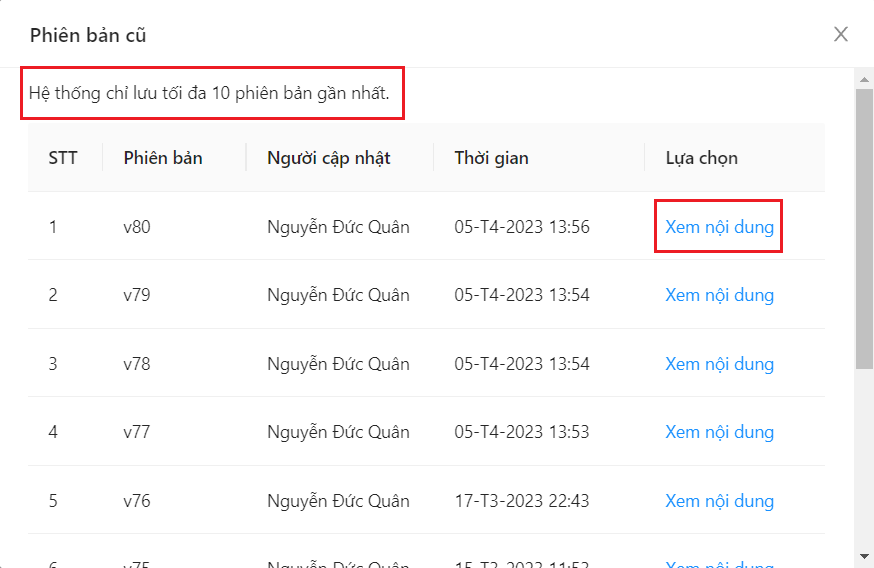 Phiên bản cũ
Hệ thống chỉ lưu tối đa 10 phiên bản gần nhất.
STT Phiên bản Người cập nhật Thời gian Lựa chọn
1 v80 Nguyễn Đức Quân 05-T4-2023 13:56 Xem nội dung
2 v79 Nguyễn Đức Quân 05-T4-2023 13:54 Xem nội dung
3 v78 Nguyễn Đức Quân 05-T4-2023 13:54 Xem nội dung
4 v77 Nguyễn Đức Quân 05-T4-2023 13:53 Xem nội dung
5 v76 Nguyễn Đức Quân 17-T3-2023 22:43 Xem nội dung
6 v75 Nguyễn Đức Quân 15-T3-2023 Xem nội dung